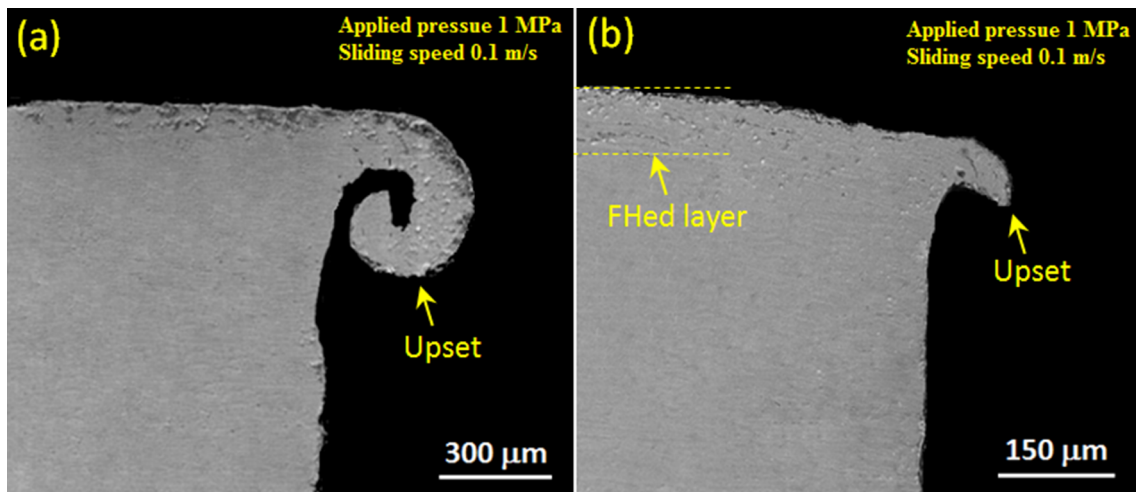 (a)
Applied pressue 1 MPa
Sliding speed 0.1 m/s
Upset
300 μm
(b)
Applied pressue 1 MPa
Sliding speed 0.1 m/s
FHed layer
Upset
150 μm